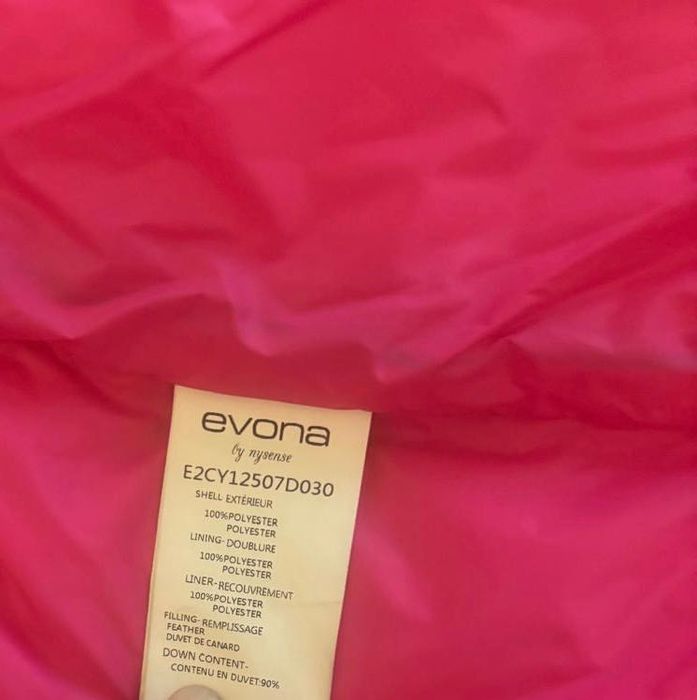 evona
by nysense
E2CY12507D030
SHELL EXTÉRIEUR
100%POLYESTER
POLYESTER
LINING-DOUBLURE
100%POLYESTER
POLYESTER
LINER-RECOUVREMENT
100%POLYESTER
POLYESTER
FILLING-REMPLISSAGE
FEATHER
DUVET DE CANARD
DOWN CONTENT-
CONTENU EN DUVET:90%